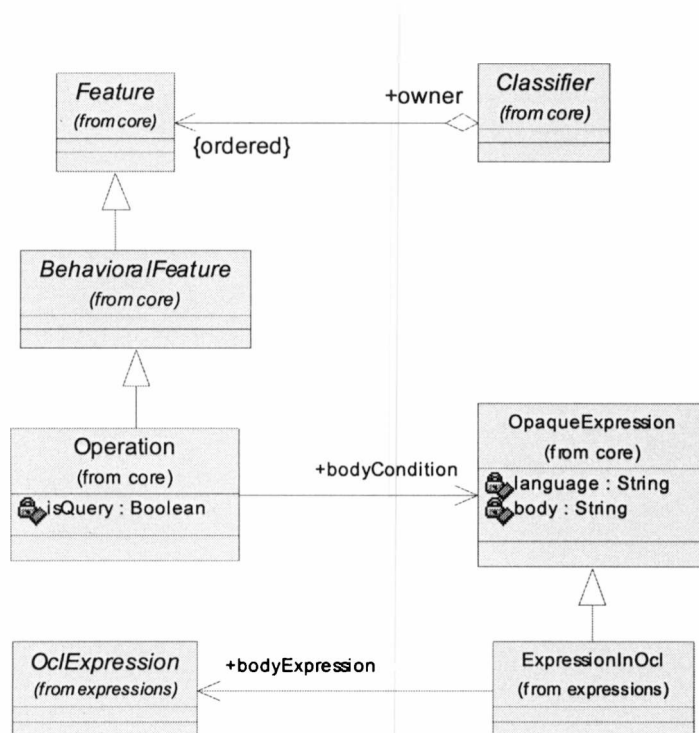 Feature
(from core)
+owner
Classifier
(from core)
{ordered}
BehavioralFeature
(from core)
Operation
(from core)
isQuery : Boolean
+bodyCondition
OpaqueExpression
(from core)
language : String
body : String
OclExpression
(from expressions)
+bodyExpression
ExpressionInOcl
(from expressions)